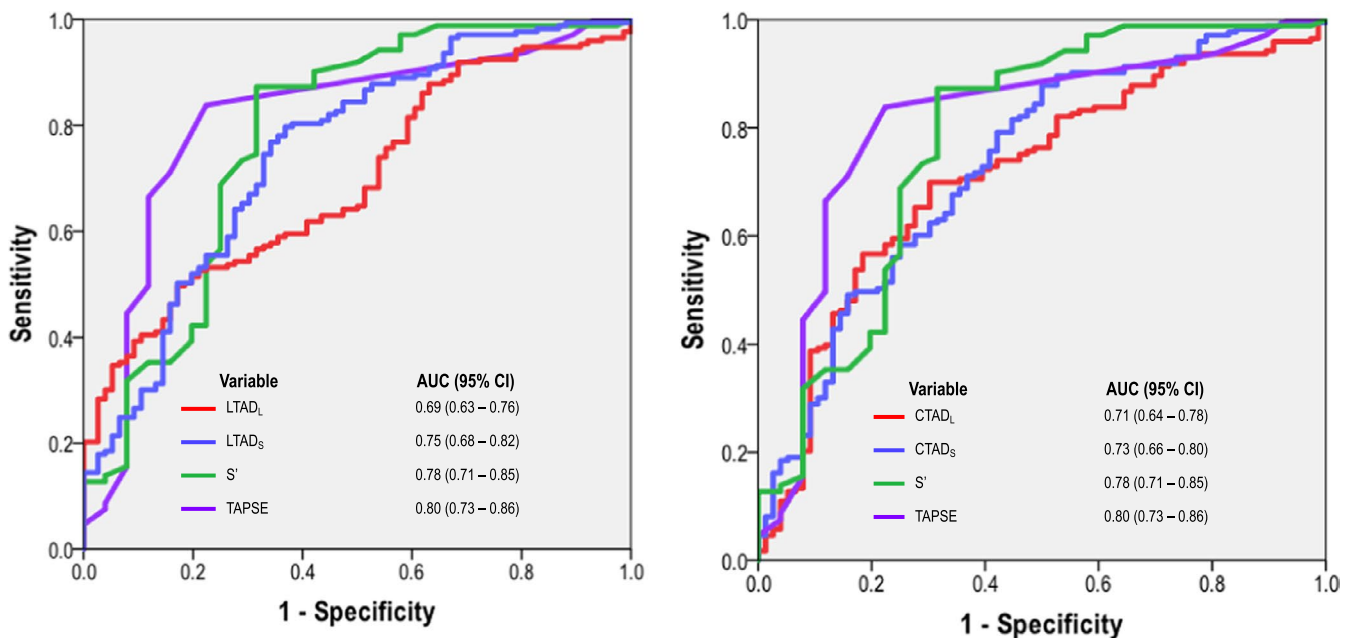 1.0
0.8
0.6
0.4
0.2
0.0
Sensitivity
Variable AUC (95% CI)
LTADL 0.69 (0.63 – 0.76)
LTADS 0.75 (0.68 – 0.82)
S' 0.78 (0.71 – 0.85)
TAPSE 0.80 (0.73 – 0.86)
0.0 0.2 0.4 0.6 0.8 1.0
1 - Specificity
1.0
0.8
0.6
0.4
0.2
0.0
Sensitivity
Variable AUC (95% CI)
CTADL 0.71 (0.64 – 0.78)
CTADS 0.73 (0.66 – 0.80)
S' 0.78 (0.71 – 0.85)
TAPSE 0.80 (0.73 – 0.86)
0.0 0.2 0.4 0.6 0.8 1.0
1 - Specificity